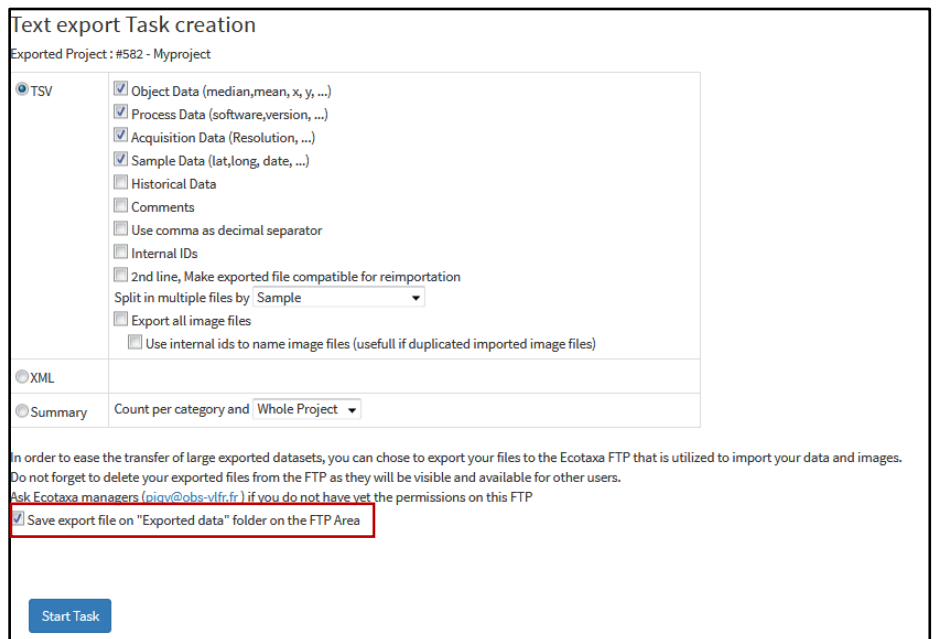 Text export Task creation
Exported Project : #582 - Myproject
TSV
Object Data (median,mean, x, y, ...)
Process Data (software,version, ...)
Acquisition Data (Resolution, ...)
Sample Data (lat,long, date, ...)
Historical Data
Comments
Use comma as decimal separator
Internal IDs
2nd line, Make exported file compatible for reimportation
Split in multiple files by Sample
Export all image files
Use internal ids to name image files (usefull if duplicated imported image files)
XML
Summary Count per category and Whole Project
In order to ease the transfer of large exported datasets, you can chose to export your files to the Ecotaxa FTP that is utilized to import your data and images.
Do not forget to delete your exported files from the FTP as they will be visible and available for other users.
Ask Ecotaxa managers (piqv@obs-vlfr.fr ) if you do not have yet the permissions on this FTP
Save export file on "Exported data" folder on the FTP Area
Start Task